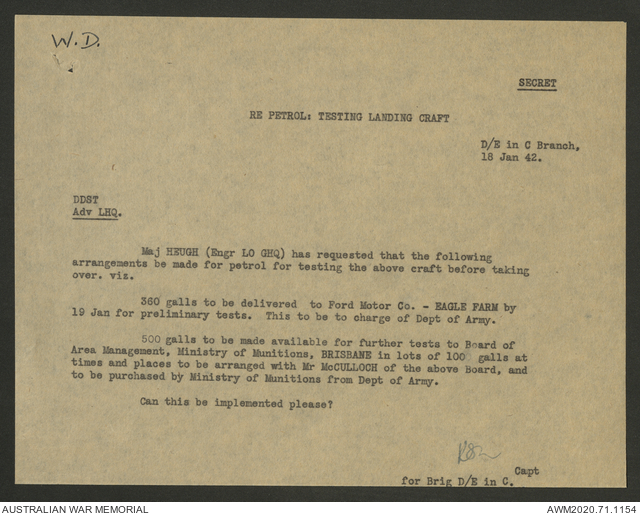 W.D.
SECRET
RE PETROL: TESTING LANDING CRAFT
D/E in C Branch,
18 Jan 42.
DDST
Adv LHQ.
Maj HEUGH (Engr LO GHQ) has requested that the following
arrangements be made for petrol for testing the above craft before taking
over. viz.
360 galls to be delivered to Ford Motor Co. - EAGLE FARM by
19 Jan for preliminary tests. This to be to charge of Dept of Army.
500 galls to be made available for further tests to Board of
Area Management, Ministry of Munitions, BRISBANE in lots of 100 galls at
times and places to be arranged with Mr McCULLOCH of the above Board, and
to be purchased by Ministry of Munitions from Dept of Army.
Can this be implemented please?
Capt
for Brig D/E in C.
AUSTRALIAN WAR MEMORIAL
AWM2020.71.1154